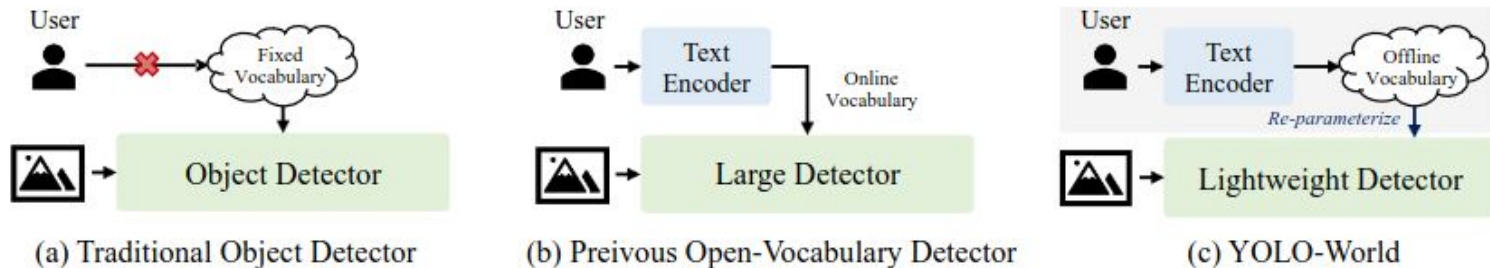 User
Fixed
Vocabulary
Object Detector
(a) Traditional Object Detector
User
Text
Encoder
Online
Vocabulary
Large Detector
(b) Preivous Open-Vocabulary Detector
User
Text
Encoder
Offline
Vocabulary
Re-parameterize
Lightweight Detector
(c) YOLO-World